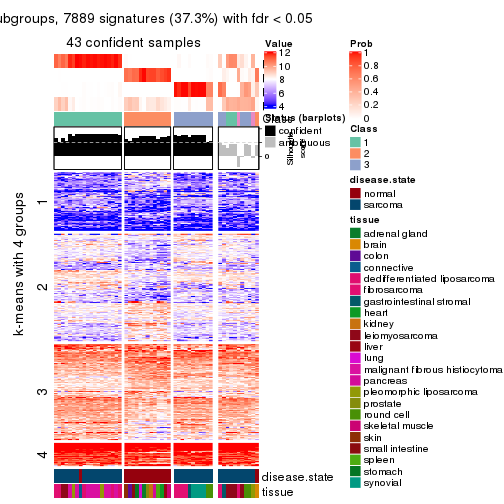 ubgroups, 7889 signatures (37.3%) with fdr < 0.05
43 confident samples
k-means with 4 groups
1
2
3
4
Value
12
10
8
6
4
Status (barplots)
confident
ambiguous
Silhouette
score
0
disease.state
tissue
Prob
1
0.8
0.6
0.4
0.2
0
Class
1
2
3
disease.state
normal
sarcoma
tissue
adrenal gland
brain
colon
connective
dedifferentiated liposarcoma
fibrosarcoma
gastrointestinal stromal
heart
kidney
leiomyosarcoma
liver
lung
malignant fibrous histiocytoma
pancreas
pleomorphic liposarcoma
prostate
round cell
skeletal muscle
skin
small intestine
spleen
stomach
synovial